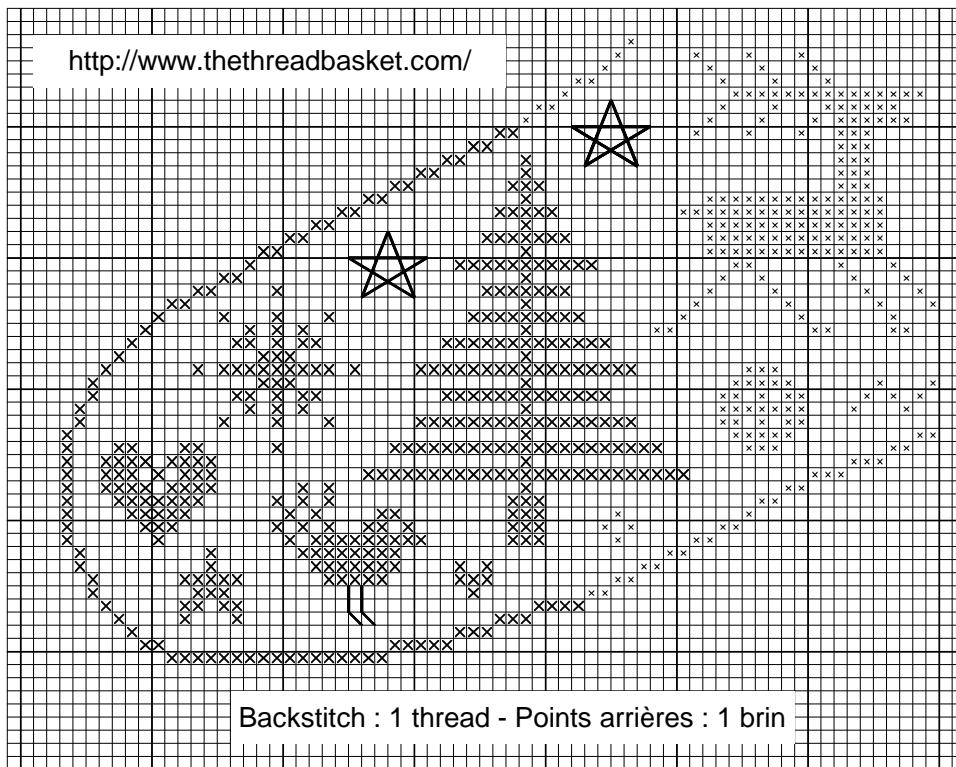 http://www.thethreadbasket.com/
Backstitch : 1 thread - Points arrières : 1 brin